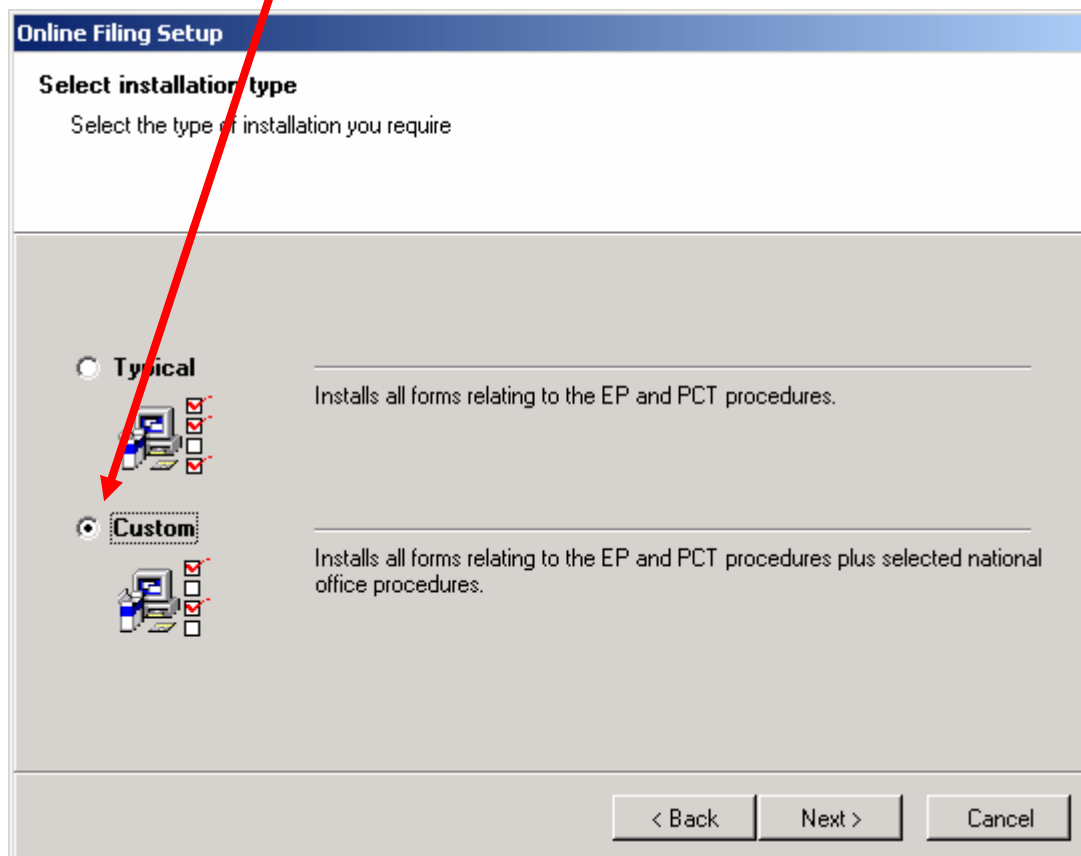 Online Filing Setup
Select installation type
Select the type of installation you require
Typical
Installs all forms relating to the EP and PCT procedures.
Custom
Installs all forms relating to the EP and PCT procedures plus selected national
office procedures.
< Back
Next >
Cancel